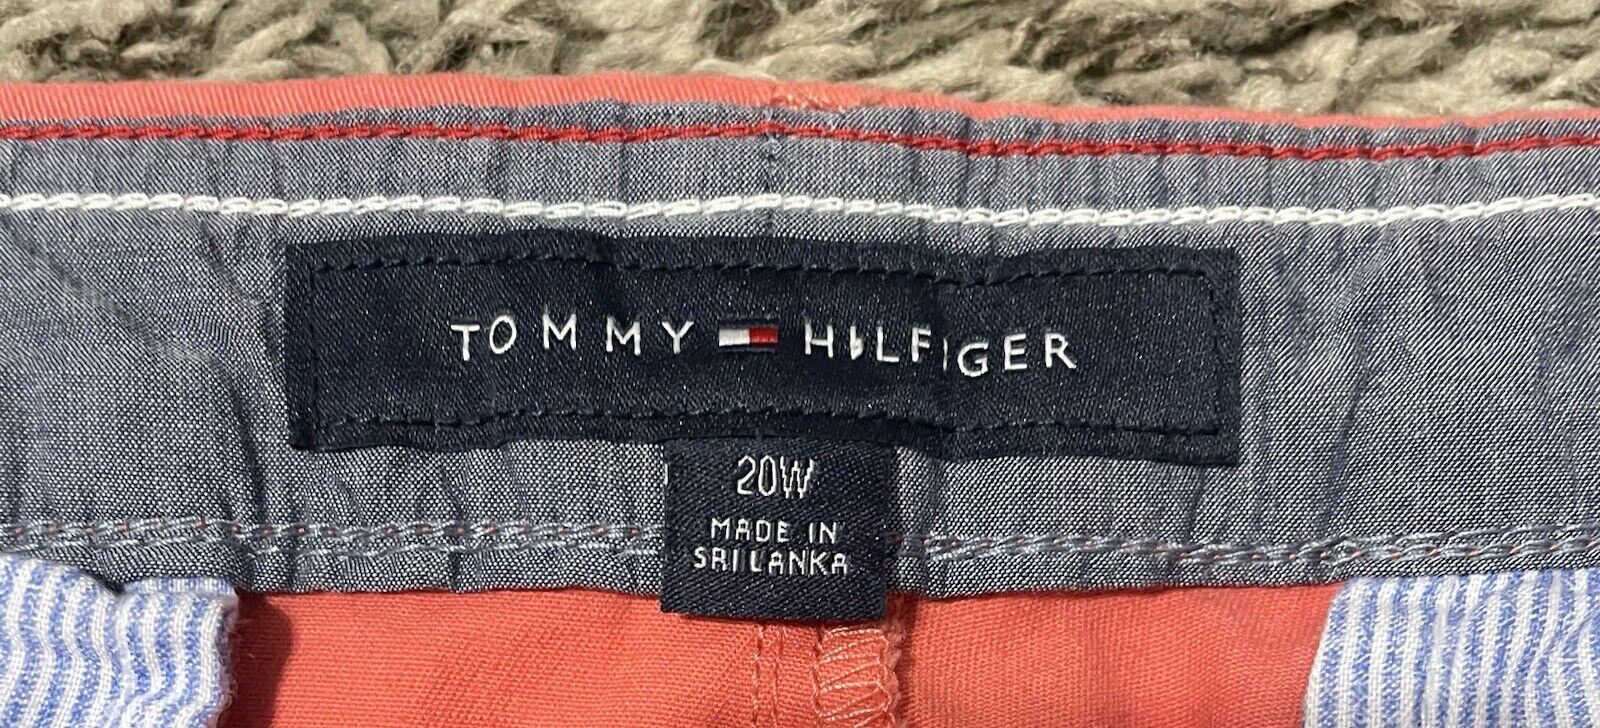 TOMMY HILFIGER
20W
MADE IN
SRI LANKA